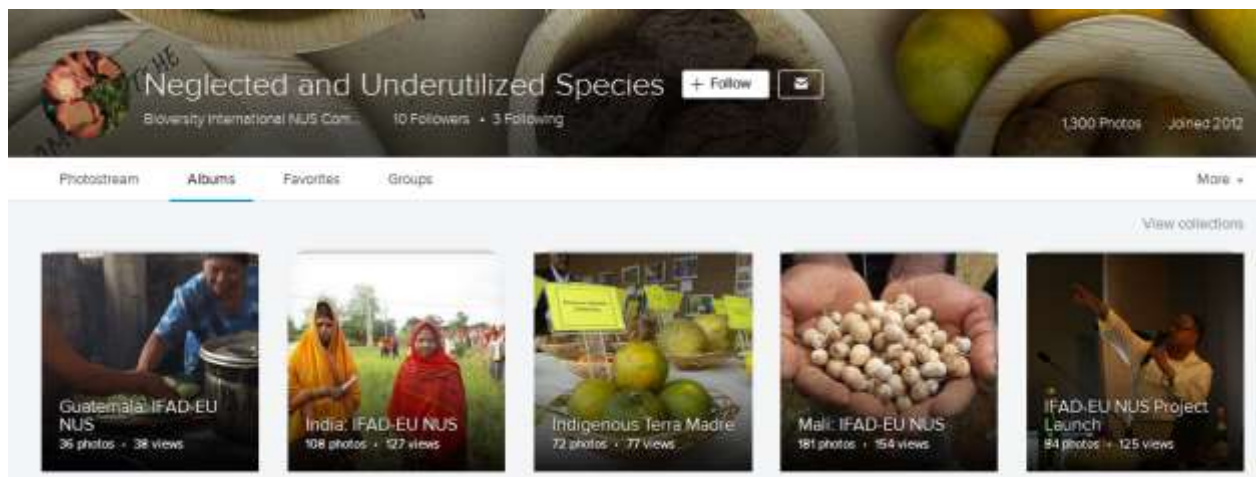 Neglected and Underutilized Species
+ Follow
Bioversity International NUS Com...
10 Followers • 3 Following
1,300 Photos Joined 2012
Photostream Albums Favorites Groups More
View collections
Guatemala: IFAD-EU
NUS
36 photos • 38 views
India: IFAD-EU NUS
108 photos • 127 views
Indigenous Terra Madre
72 photos • 77 views
Mali: IFAD-EU NUS
181 photos • 154 views
IFAD-EU NUS Project
Launch
84 photos • 125 views